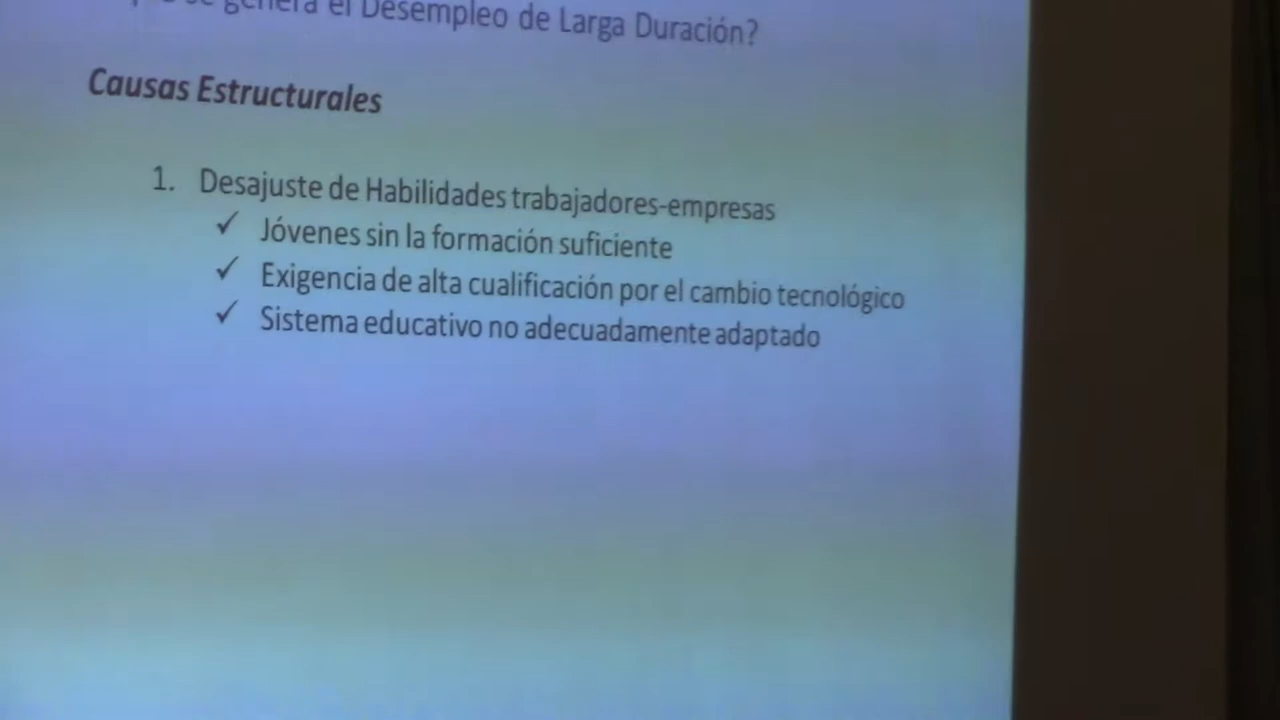 se genera el Desempleo de Larga Duración?
Causas Estructurales
1. Desajuste de Habilidades trabajadores-empresas
✓ Jóvenes sin la formación suficiente
✓ Exigencia de alta cualificación por el cambio tecnológico
✓ Sistema educativo no adecuadamente adaptado